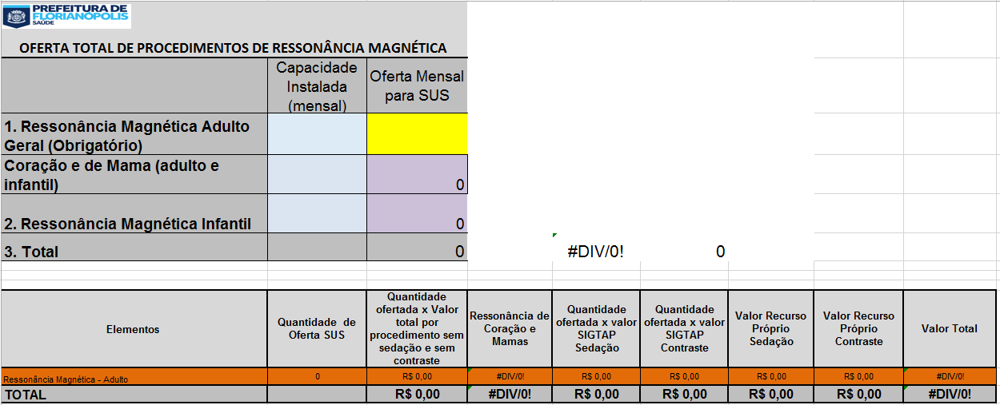 PREFEITURA DE
FLORIANÓPOLIS
SAÚDE
OFERTA TOTAL DE PROCEDIMENTOS DE RESSONÂNCIA MAGNÉTICA
Capacidade
Instalada
(mensal)
Oferta Mensal
para SUS
1. Ressonância Magnética Adulto
Geral (Obrigatório)
Coração e de Mama (adulto e
infantil)
0
2. Ressonância Magnética Infantil
0
3. Total
0
#DIV/0!
0
Elementos
Quantidade de
Oferta SUS
Quantidade
ofertada x Valor
total por
procedimento sem
sedação e sem
contraste
Ressonância de
Coração e
Mamas
Quantidade
ofertada x valor
SIGTAP
Sedação
Quantidade
ofertada x valor
SIGTAP
Contraste
Valor Recurso
Próprio
Sedação
Valor Recurso
Próprio
Contraste
Valor Total
Ressonância Magnética - Adulto
0
R$ 0,00
#DIV/0!
R$ 0,00
R$ 0,00
R$ 0,00
R$ 0,00
#DIV/0!
TOTAL
R$ 0,00
#DIV/0!
R$ 0,00
R$ 0,00
R$ 0,00
R$ 0,00
#DIV/0!